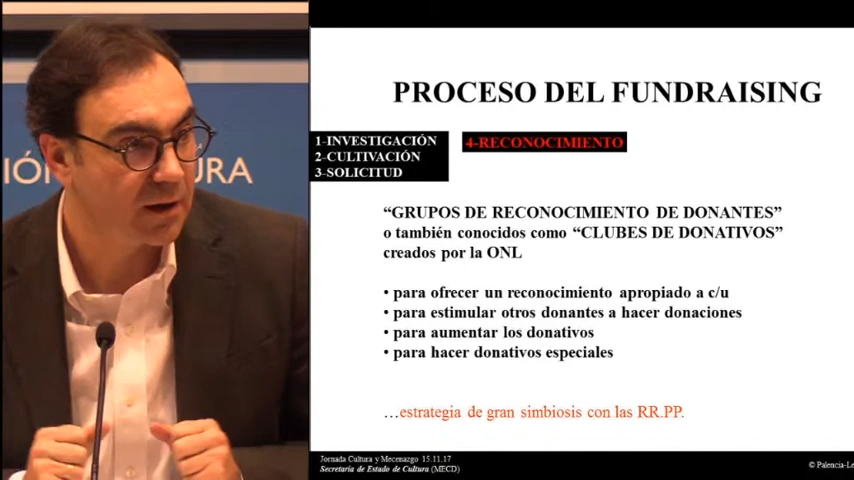 PROCESO DEL FUNDRAISING
1-INVESTIGACIÓN
2-CULTIVACIÓN
3-SOLICITUD
4-RECONOCIMIENTO
“GRUPOS DE RECONOCIMIENTO DE DONANTES”
o también conocidos como “CLUBES DE DONATIVOS”
creados por la ONL
• para ofrecer un reconocimiento apropiado a c/u
• para estimular otros donantes a hacer donaciones
• para aumentar los donativos
• para hacer donativos especiales
…estrategia de gran simbiosis con las RR.PP.
Jornada Cultura y Mecenazgo 15.11.17
Secretaría de Estado de Cultura (MECD)
© Palencia-Le